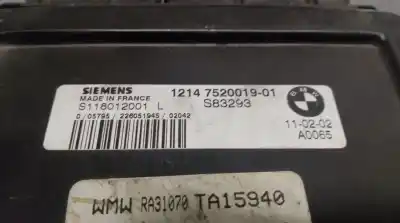 SIEMENS 1214 7520019-01
MADE IN FRANCE
S118012001 L S83293
BMW
0/05795/226051945/02042
11-02-02
A0065
WMW RA31070 TA15940